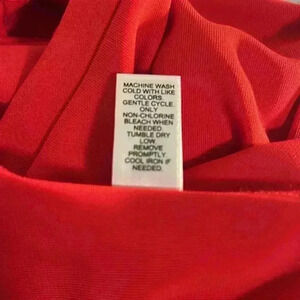 MACHINE WASH
COLD WITH LIKE
COLORS.
GENTLE CYCLE
ONLY
NON-CHLORINE
BLEACH WHEN
NEEDED.
TUMBLE DRY
LOW.
REMOVE
PROMPTLY.
COOL IRON IF
NEEDED.